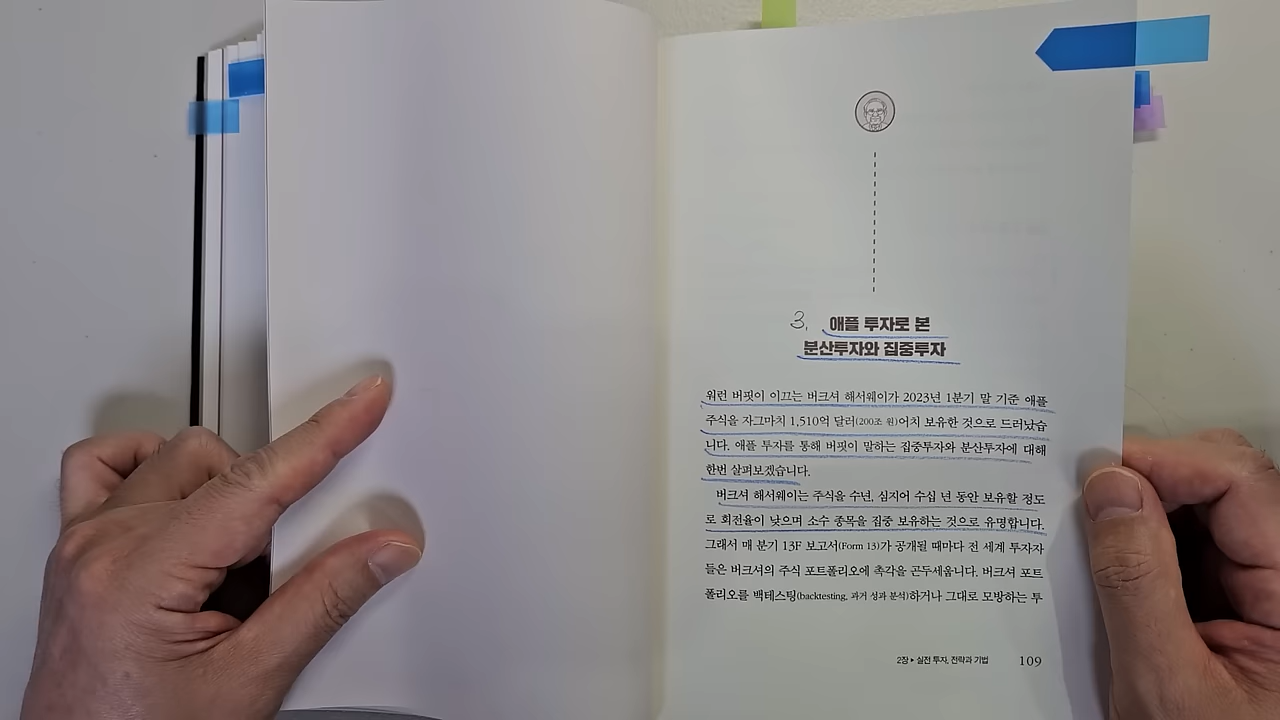 3. 애플 투자로 본
분산투자와 집중투자
워런 버핏이 이끄는 버크셔 해서웨이가 2023년 1분기 말 기준 애플
주식을 자그마치 1,510억 달러(200조 원)어치 보유한 것으로 드러났습
니다. 애플 투자를 통해 버핏이 말하는 집중투자와 분산투자에 대해
한번 살펴보겠습니다.
버크셔 해서웨이는 주식을 수년, 심지어 수십 년 동안 보유할 정도
로 회전율이 낮으며 소수 종목을 집중 보유하는 것으로 유명합니다.
그래서 매 분기 13F 보고서(Form 13)가 공개될 때마다 전 세계 투자자
들은 버크셔의 주식 포트폴리오에 촉각을 곤두세웁니다. 버크셔 포트
폴리오를 백테스팅(backtesting, 과거 성과 분석)하거나 그대로 모방하는 투
2장 ▸ 실전 투자, 전략과 기법 109